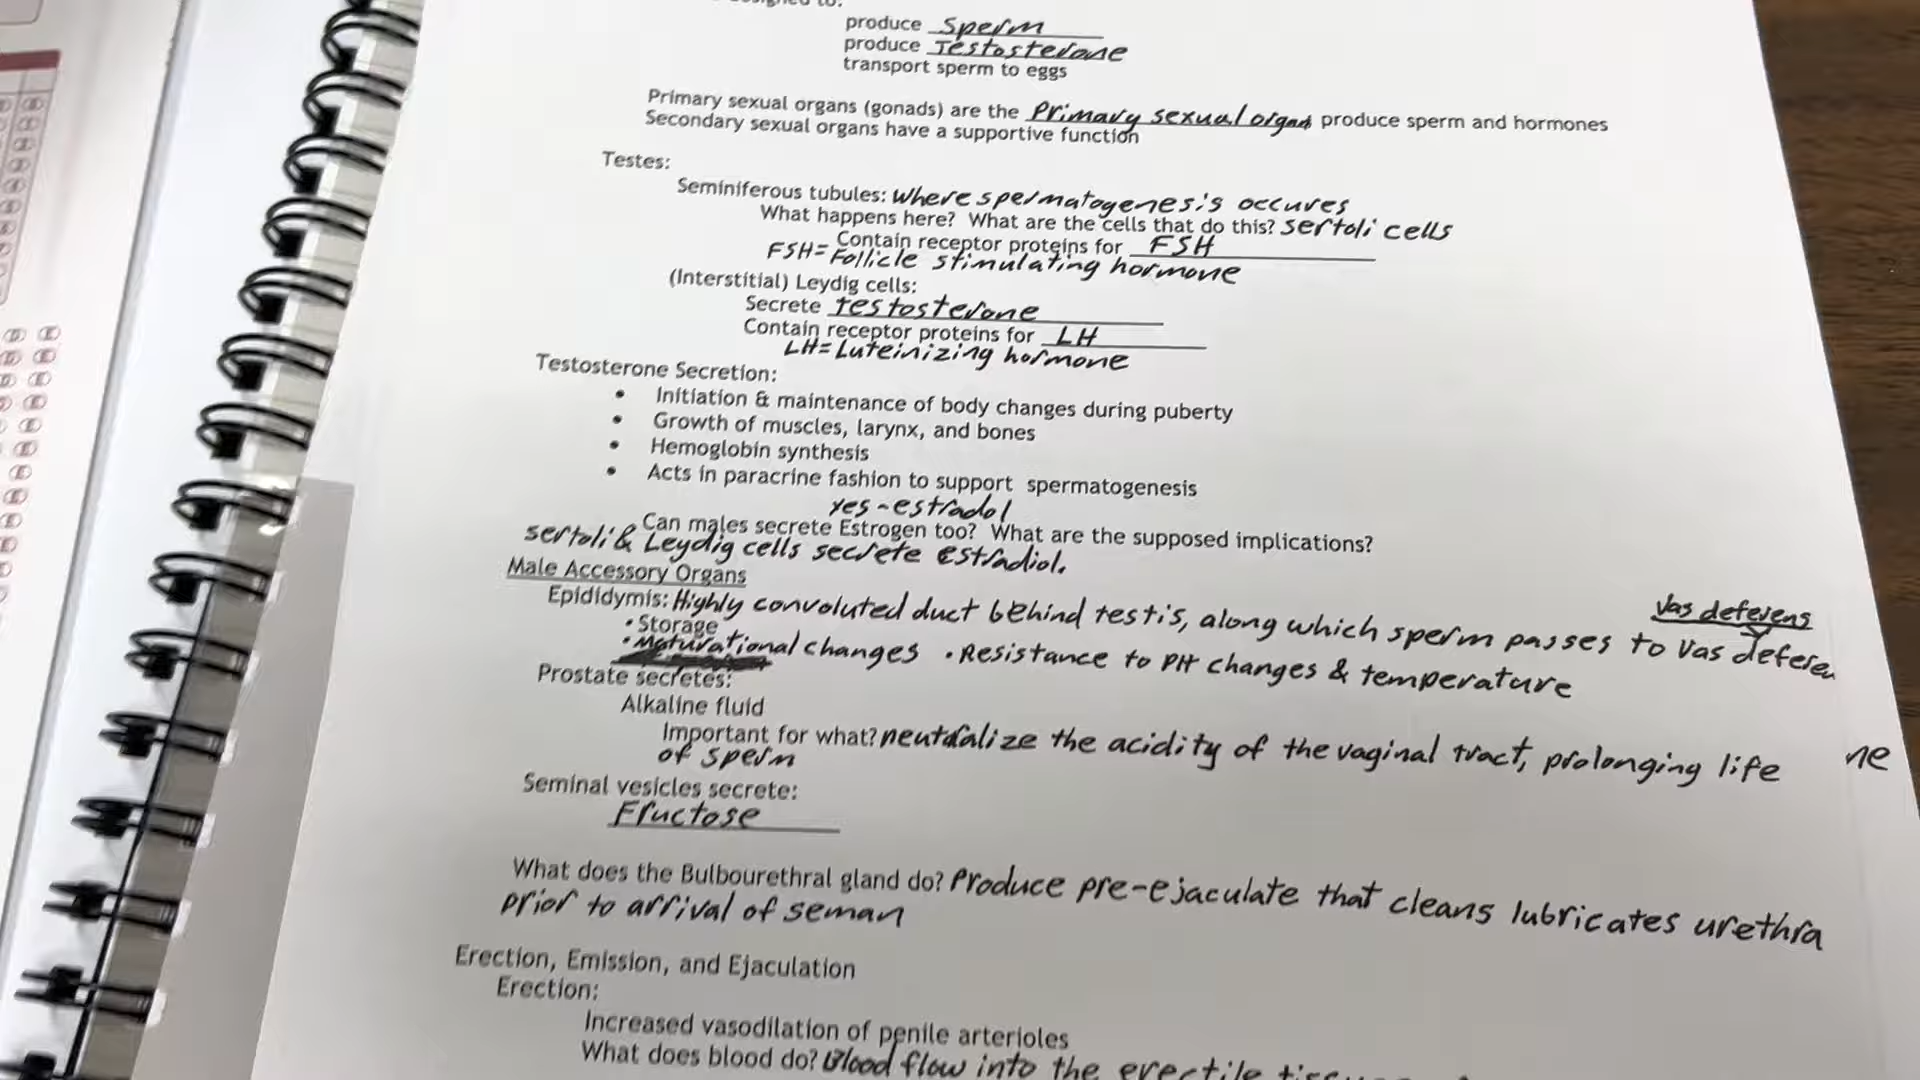 produce Sperm
produce Testosterone
transport sperm to eggs
Primary sexual organs (gonads) are the Primary sexual organs produce sperm and hormones
Secondary sexual organs have a supportive function
Testes:
Seminiferous tubules: where spermatogenesis occures
What happens here? What are the cells that do this? Sertoli cells
Contain receptor proteins for FSH
FSH= Follicle stimulating hormone
(Interstitial) Leydig cells:
Secrete Testosterone
Contain receptor proteins for LH
LH= Luteinizing hormone
Testosterone Secretion:
• Initiation & maintenance of body changes during puberty
• Growth of muscles, larynx, and bones
• Hemoglobin synthesis
• Acts in paracrine fashion to support spermatogenesis
yes - estradol
Can males secrete Estrogen too? What are the supposed implications?
sertoli & Leydig cells secrete estradiol.
Male Accessory Organs
Vas deferens
Epididymis: Highly convoluted duct behind testis, along which sperm passes to Vas deferen
• Storage
• Maturational changes • Resistance to PH changes & temperature
Prostate secretes:
Alkaline fluid
Important for what? neutralize the acidity of the vaginal tract, prolonging life
of sperm
ne
Seminal vesicles secrete:
Fructose
What does the Bulbourethral gland do? Produce pre-ejaculate that cleans lubricates urethra
prior to arrival of seman
Erection, Emission, and Ejaculation
Erection:
Increased vasodilation of penile arterioles
What does blood do? Blood flow into the erectile